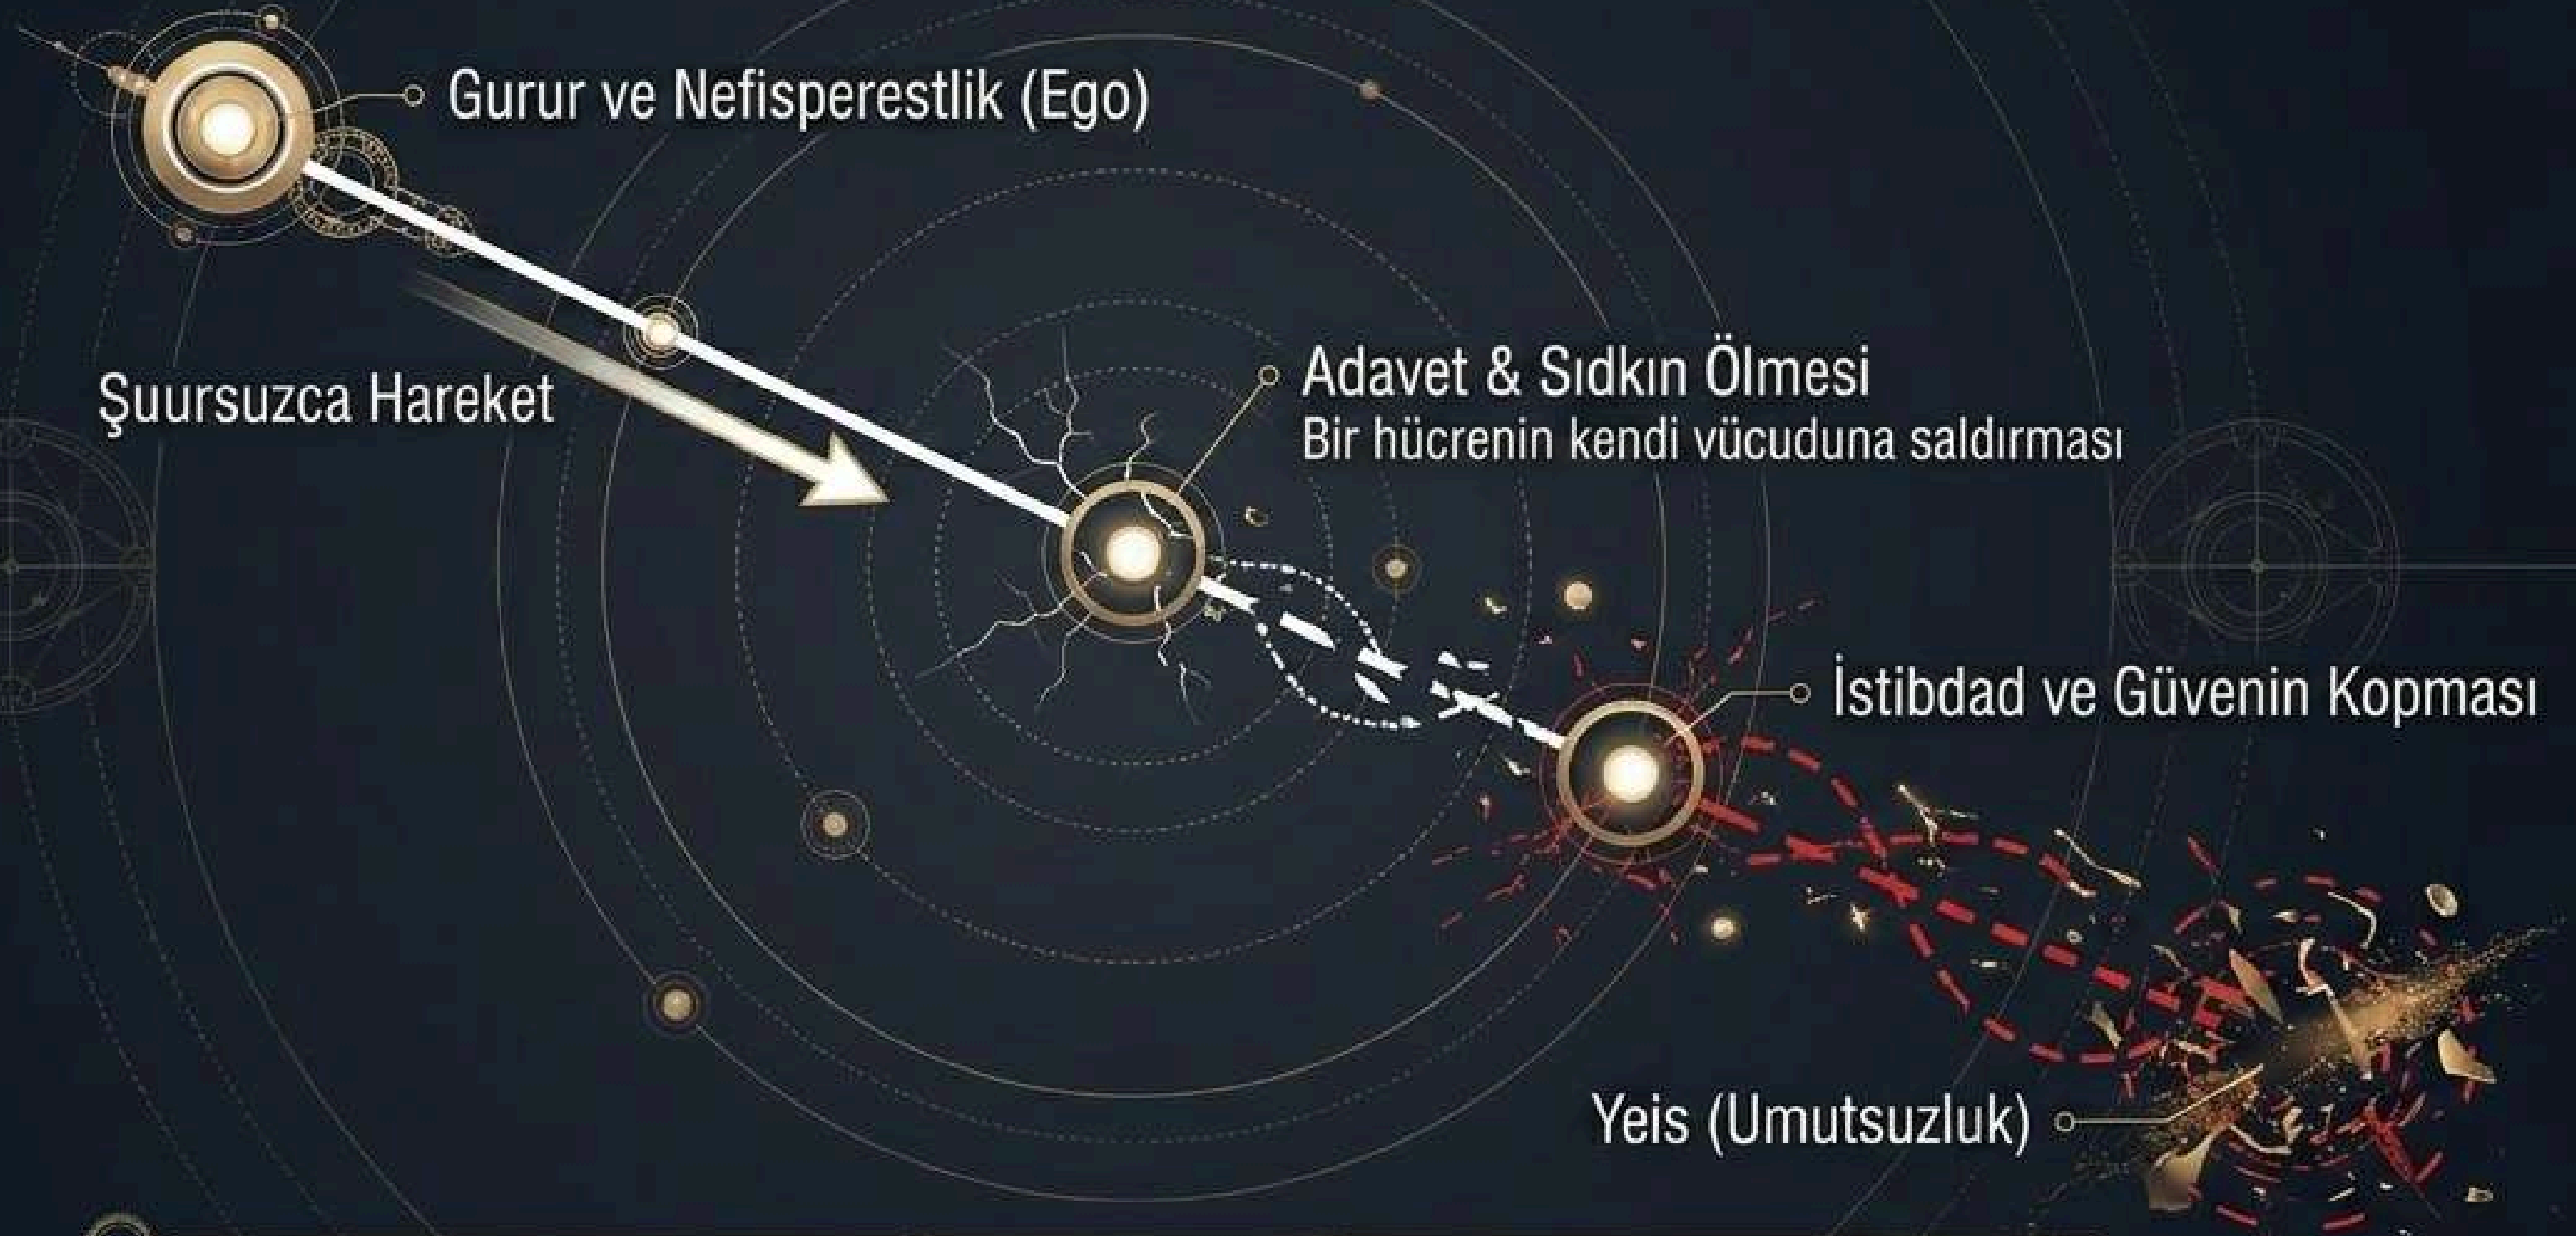 Gurur ve Nefisperestlik (Ego)
Şuursuzca Hareket
Adavet & Sıdkın Ölmesi
Bir hücrenin kendi vücuduna saldırması
İstibdad ve Güvenin Kopması
Yeis (Umutsuzluk)